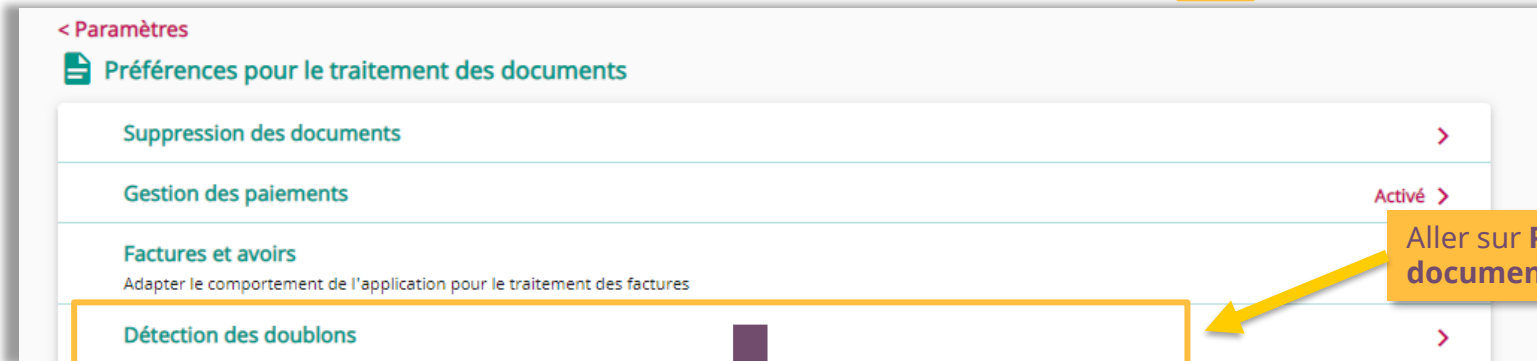 < Paramètres
Préférences pour le traitement des documents
Suppression des documents
Gestion des paiements
Activé
Factures et avoirs
Adapter le comportement de l'application pour le traitement des factures
Aller sur
Détection des doublons